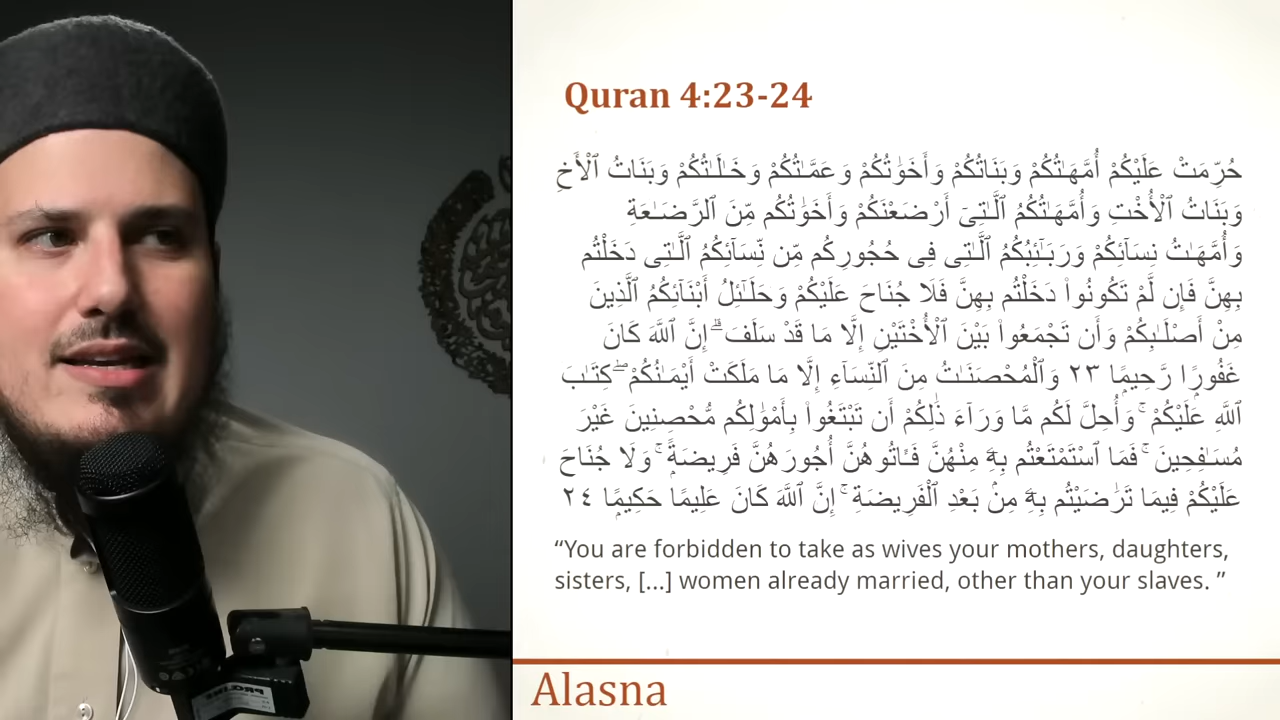 Quran 4:23-24
حُرِّمَتْ عَلَيْكُمْ أُمَّهَـٰتُكُمْ وَبَنَاتُكُمْ وَأَخَوَٰتُكُمْ وَعَمَّـٰتُكُمْ وَخَـٰلَـٰتُكُمْ وَبَنَاتُ ٱلْأَخِ
وَبَنَاتُ ٱلْأُخْتِ وَأُمَّهَـٰتُكُمُ ٱلَّـٰتِىٓ أَرْضَعْنَكُمْ وَأَخَوَٰتُكُم مِّنَ ٱلرَّضَـٰعَةِ
وَأُمَّهَـٰتُ نِسَآئِكُمْ وَرَبَـٰٓئِبُكُمُ ٱلَّـٰتِى فِى حُجُورِكُم مِّن نِّسَآئِكُمُ ٱلَّـٰتِى دَخَلْتُم
بِهِنَّ فَإِن لَّمْ تَكُونُوا۟ دَخَلْتُم بِهِنَّ فَلَا جُنَاحَ عَلَيْكُمْ وَحَلَـٰٓئِلُ أَبْنَآئِكُمُ ٱلَّذِينَ
مِنْ أَصْلَـٰبِكُمْ وَأَن تَجْمَعُوا۟ بَيْنَ ٱلْأُخْتَيْنِ إِلَّا مَا قَدْ سَلَفَ ۗ إِنَّ ٱللَّهَ كَانَ
غَفُورًا رَّحِيمًا ٢٣ وَٱلْمُحْصَنَـٰتُ مِنَ ٱلنِّسَآءِ إِلَّا مَا مَلَكَتْ أَيْمَـٰنُكُمْ ۖ كِتَـٰبَ
ٱللَّهِ عَلَيْكُمْ ۚ وَأُحِلَّ لَكُم مَّا وَرَآءَ ذَٰلِكُمْ أَن تَبْتَغُوا۟ بِأَمْوَٰلِكُم مُّحْصِنِينَ غَيْرَ
مُسَـٰفِحِينَ ۚ فَمَا ٱسْتَمْتَعْتُم بِهِۦ مِنْهُنَّ فَـَٔاتُوهُنَّ أُجُورَهُنَّ فَرِيضَةً ۚ وَلَا جُنَاحَ
عَلَيْكُمْ فِيمَا تَرَٰضَيْتُم بِهِۦ مِنۢ بَعْدِ ٱلْفَرِيضَةِ ۚ إِنَّ ٱللَّهَ كَانَ عَلِيمًا حَكِيمًا ٢٤
“You are forbidden to take as wives your mothers, daughters,
sisters, [...] women already married, other than your slaves. ”
Alasna